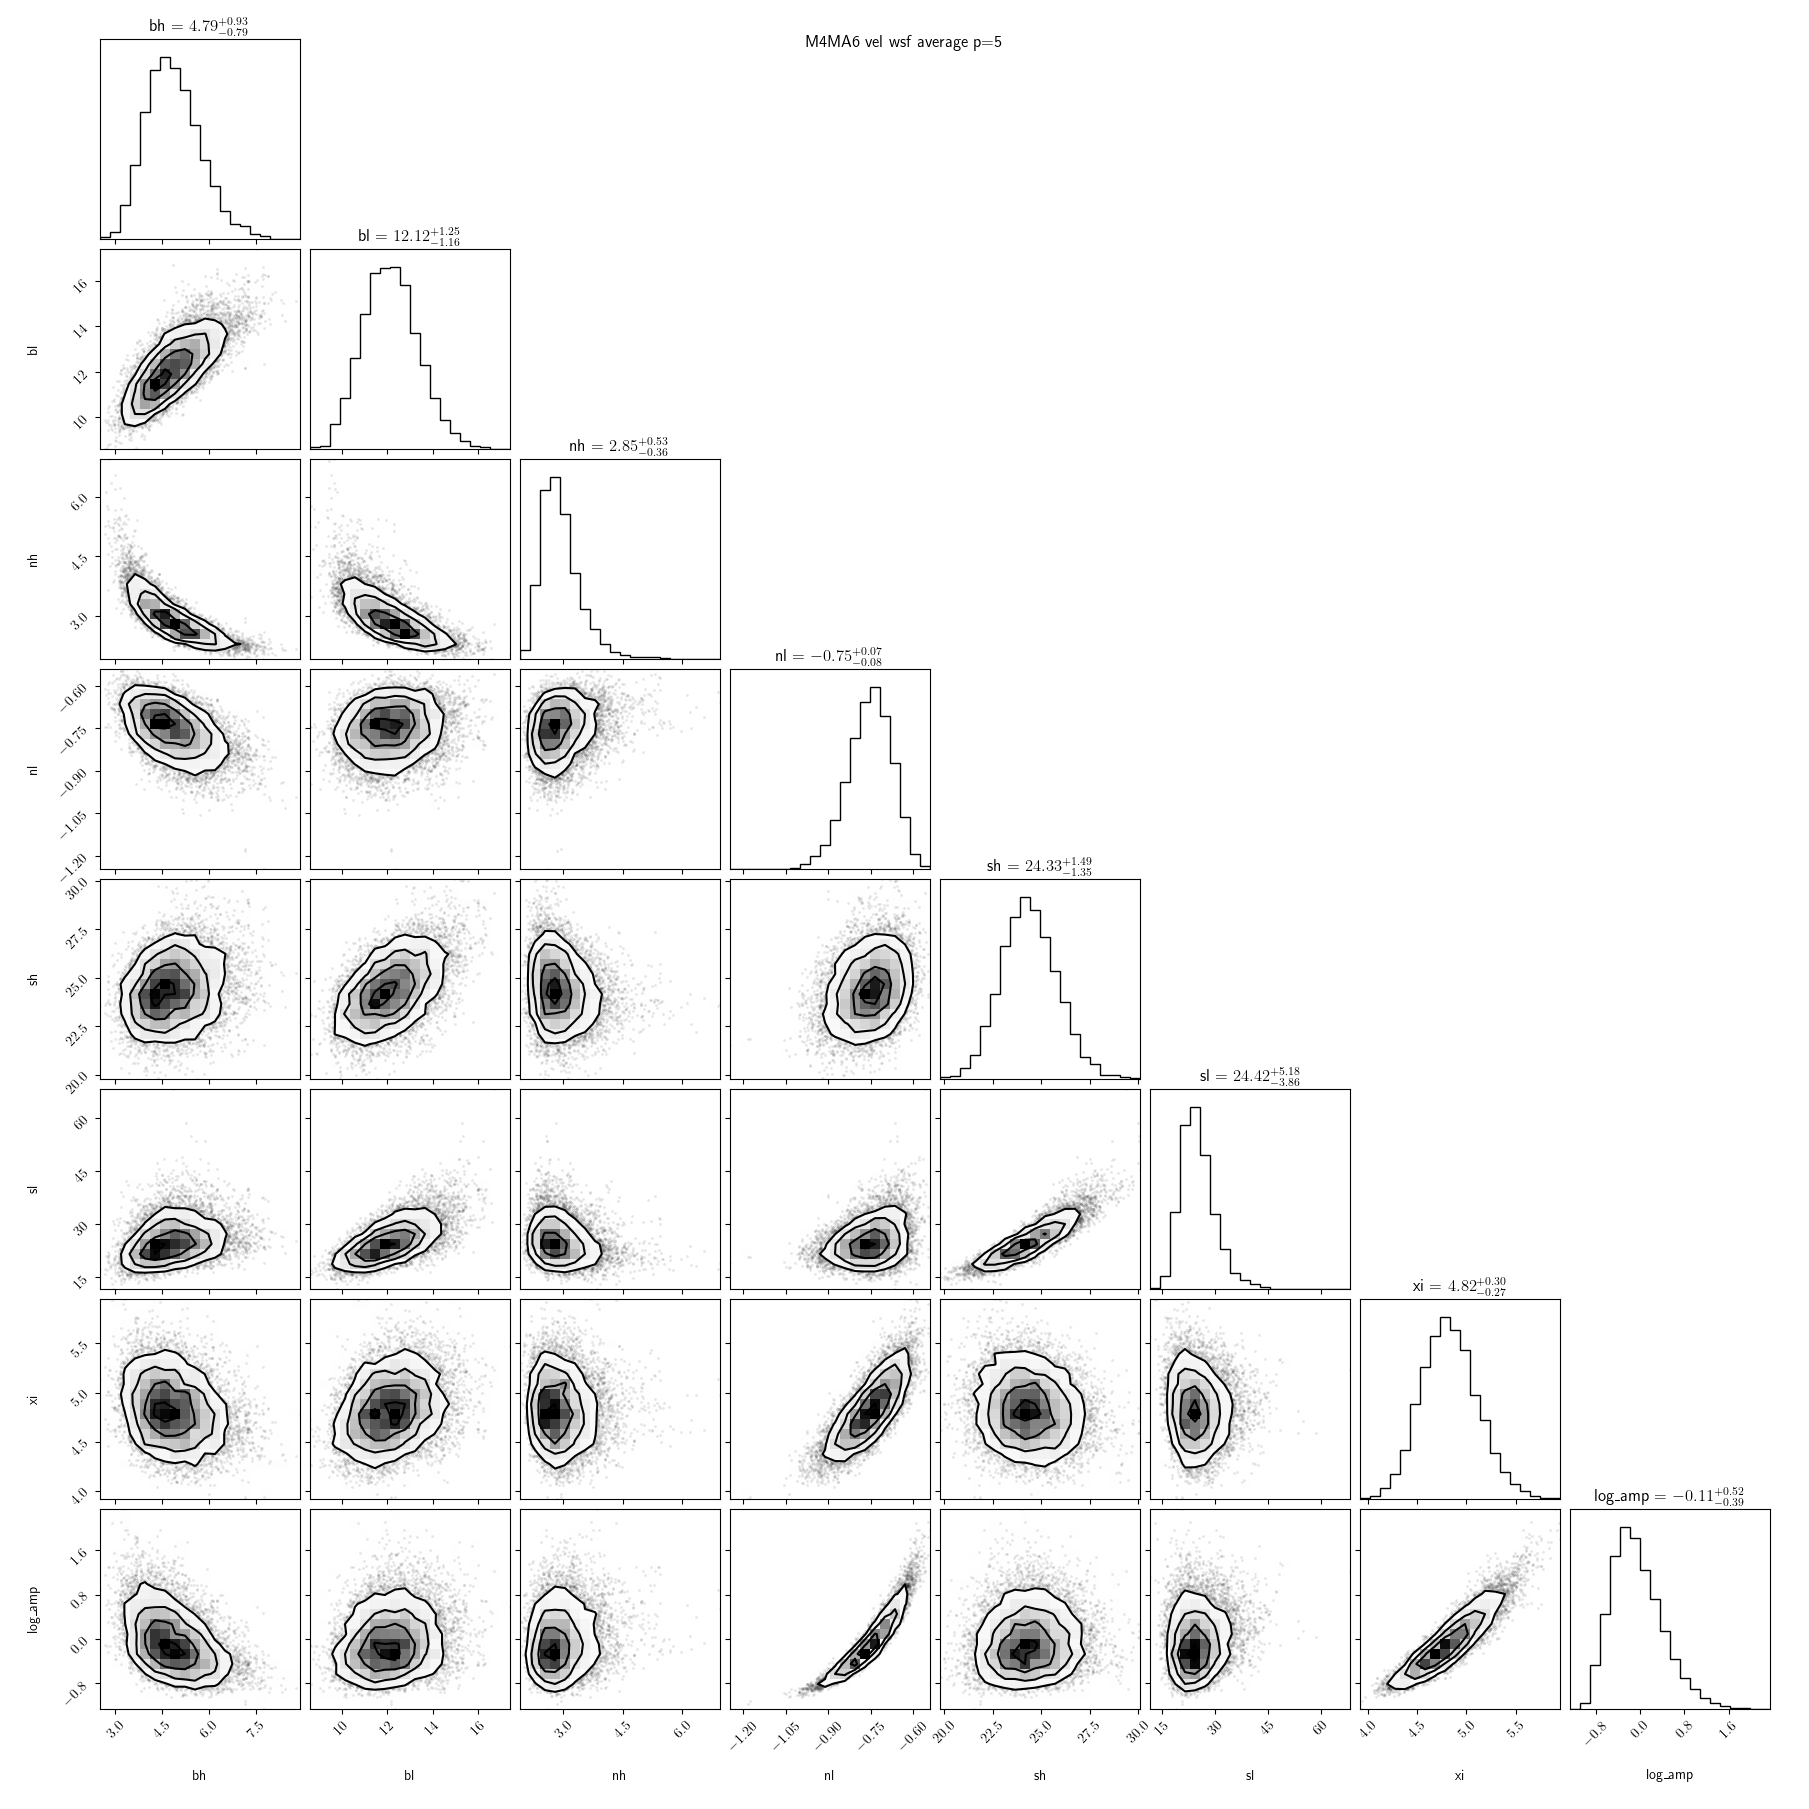 M4MA6 vel wsf average p=5
bh = 4.79^{+0.93}_{-0.79}
bl = 12.12^{+1.25}_{-1.16}
16
14
12
10
bl
nh = 2.85^{+0.53}_{-0.36}
6.0
4.5
3.0
nh
nl = −0.75^{+0.07}_{-0.08}
−0.60
−0.75
−0.90
−1.05
−1.20
nl
sh = 24.33^{+1.49}_{-1.35}
30.0
27.5
25.0
22.5
20.0
sh
sl = 24.42^{+5.18}_{-3.86}
60
45
30
15
sl
xi = 4.82^{+0.30}_{-0.27}
5.5
5.0
4.5
4.0
xi
log_amp = −0.11^{+0.52}_{-0.39}
1.6
0.8
0.0
−0.8
log_amp
3.0 4.5 6.0 7.5 10 12 14 16 3.0 4.5 6.0 −1.20 −1.05 −0.90 −0.75 −0.60 20.0 22.5 25.0 27.5 30.0 15 30 45 60 4.0 4.5 5.0 5.5 −0.8 0.0 0.8 1.6
bh bl nh nl sh sl xi log_amp